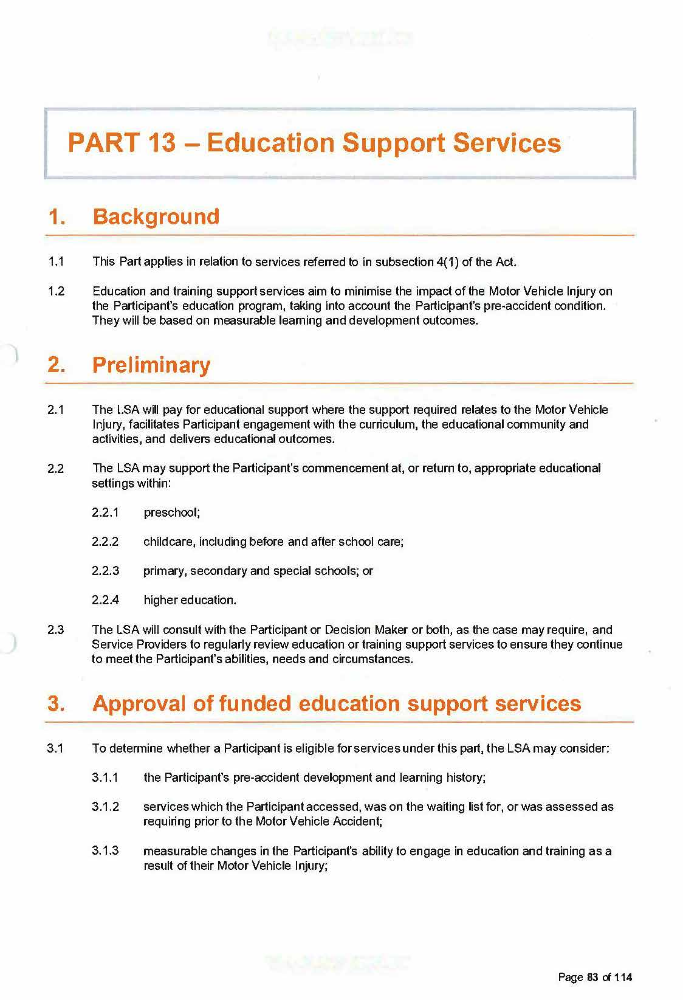 PART 13 – Education Support Services
1. Background
1.1 This Part applies in relation to services referred to in subsection 4(1) of the Act.
1.2 Education and training support services aim to minimise the impact of the Motor Vehicle Injury on
the Participant's education program, taking into account the Participant's pre-accident condition.
They will be based on measurable learning and development outcomes.
2. Preliminary
2.1 The LSA will pay for educational support where the support required relates to the Motor Vehicle
Injury, facilitates Participant engagement with the curriculum, the educational community and
activities, and delivers educational outcomes.
2.2 The LSA may support the Participant's commencement at, or return to, appropriate educational
settings within:
2.2.1 preschool;
2.2.2 childcare, including before and after school care;
2.2.3 primary, secondary and special schools; or
2.2.4 higher education.
2.3 The LSA will consult with the Participant or Decision Maker or both, as the case may require, and
Service Providers to regularly review education or training support services to ensure they continue
to meet the Participant's abilities, needs and circumstances.
3. Approval of funded education support services
3.1 To determine whether a Participant is eligible for services under this part, the LSA may consider:
3.1.1 the Participant's pre-accident development and learning history;
3.1.2 services which the Participant accessed, was on the waiting list for, or was assessed as
requiring prior to the Motor Vehicle Accident;
3.1.3 measurable changes in the Participant's ability to engage in education and training as a
result of their Motor Vehicle Injury;
Page 83 of 114